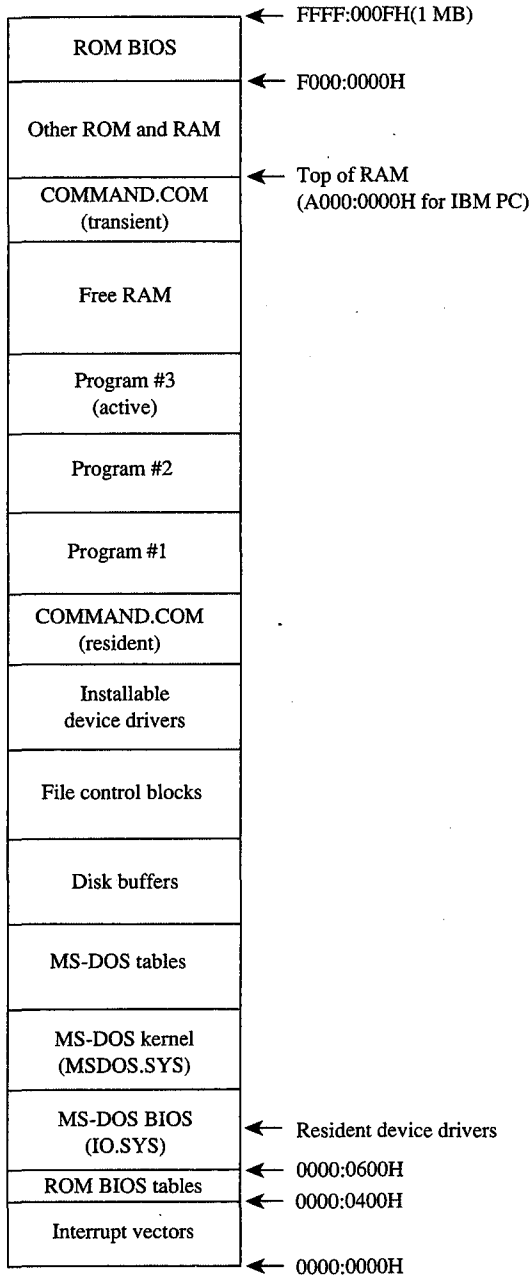 FFFF:000FH(1 MB)
ROM BIOS
F000:0000H
Other ROM and RAM
Top of RAM
(A000:0000H for IBM PC)
COMMAND.COM
(transient)
Free RAM
Program #3
(active)
Program #2
Program #1
COMMAND.COM
(resident)
Installable
device drivers
File control blocks
Disk buffers
MS-DOS tables
MS-DOS kernel
(MSDOS.SYS)
MS-DOS BIOS
(IO.SYS)
Resident device drivers
0000:0600H
ROM BIOS tables
0000:0400H
Interrupt vectors
0000:0000H